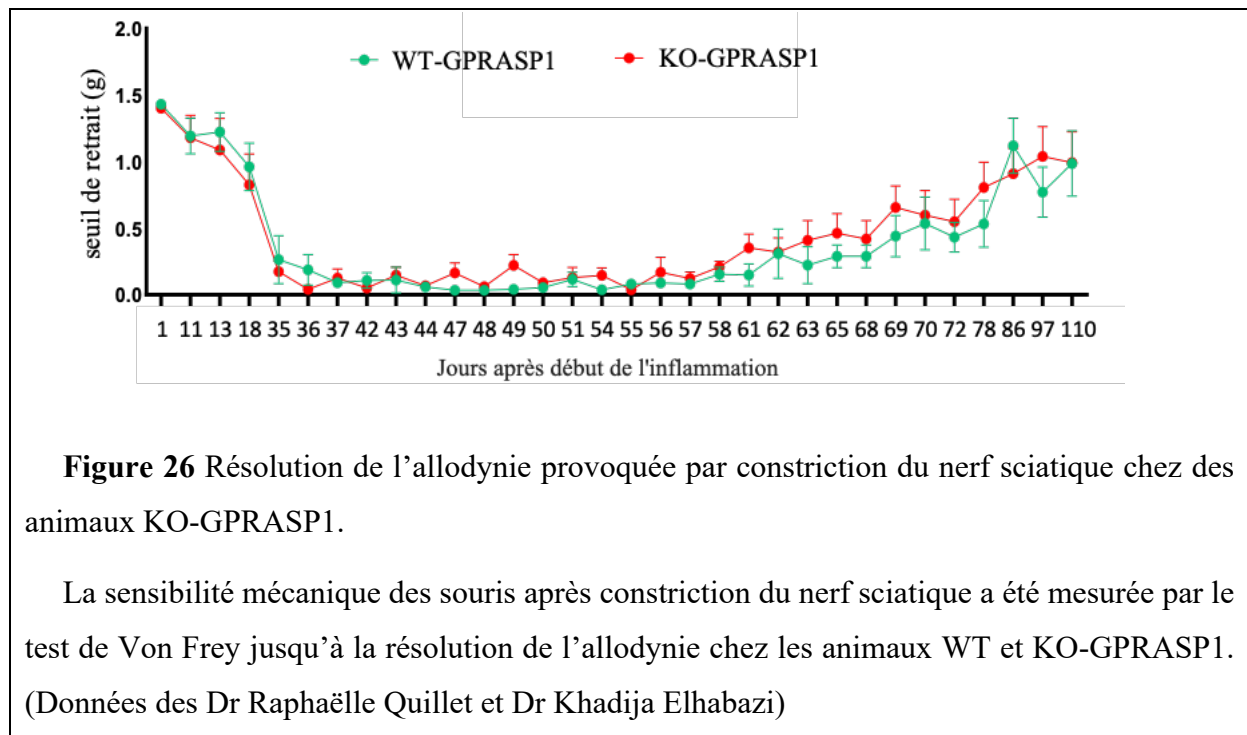 2.0
WT-GPRASP1 KO-GPRASP1
1.5
seuil de retrait (g)
1.0
0.5
0.0
1 11 13 18 35 36 37 42 43 44 47 48 49 50 51 54 55 56 57 58 61 62 63 65 68 69 70 72 78 86 97 110
Jours après début de l'inflammation
Figure 26 Résolution de l’allodynie provoquée par constriction du nerf sciatique chez des
animaux KO-GPRASP1.
La sensibilité mécanique des souris après constriction du nerf sciatique a été mesurée par le
test de Von Frey jusqu’à la résolution de l’allodynie chez les animaux WT et KO-GPRASP1.
(Données des Dr Raphaëlle Quillet et Dr Khadija Elhabazi)